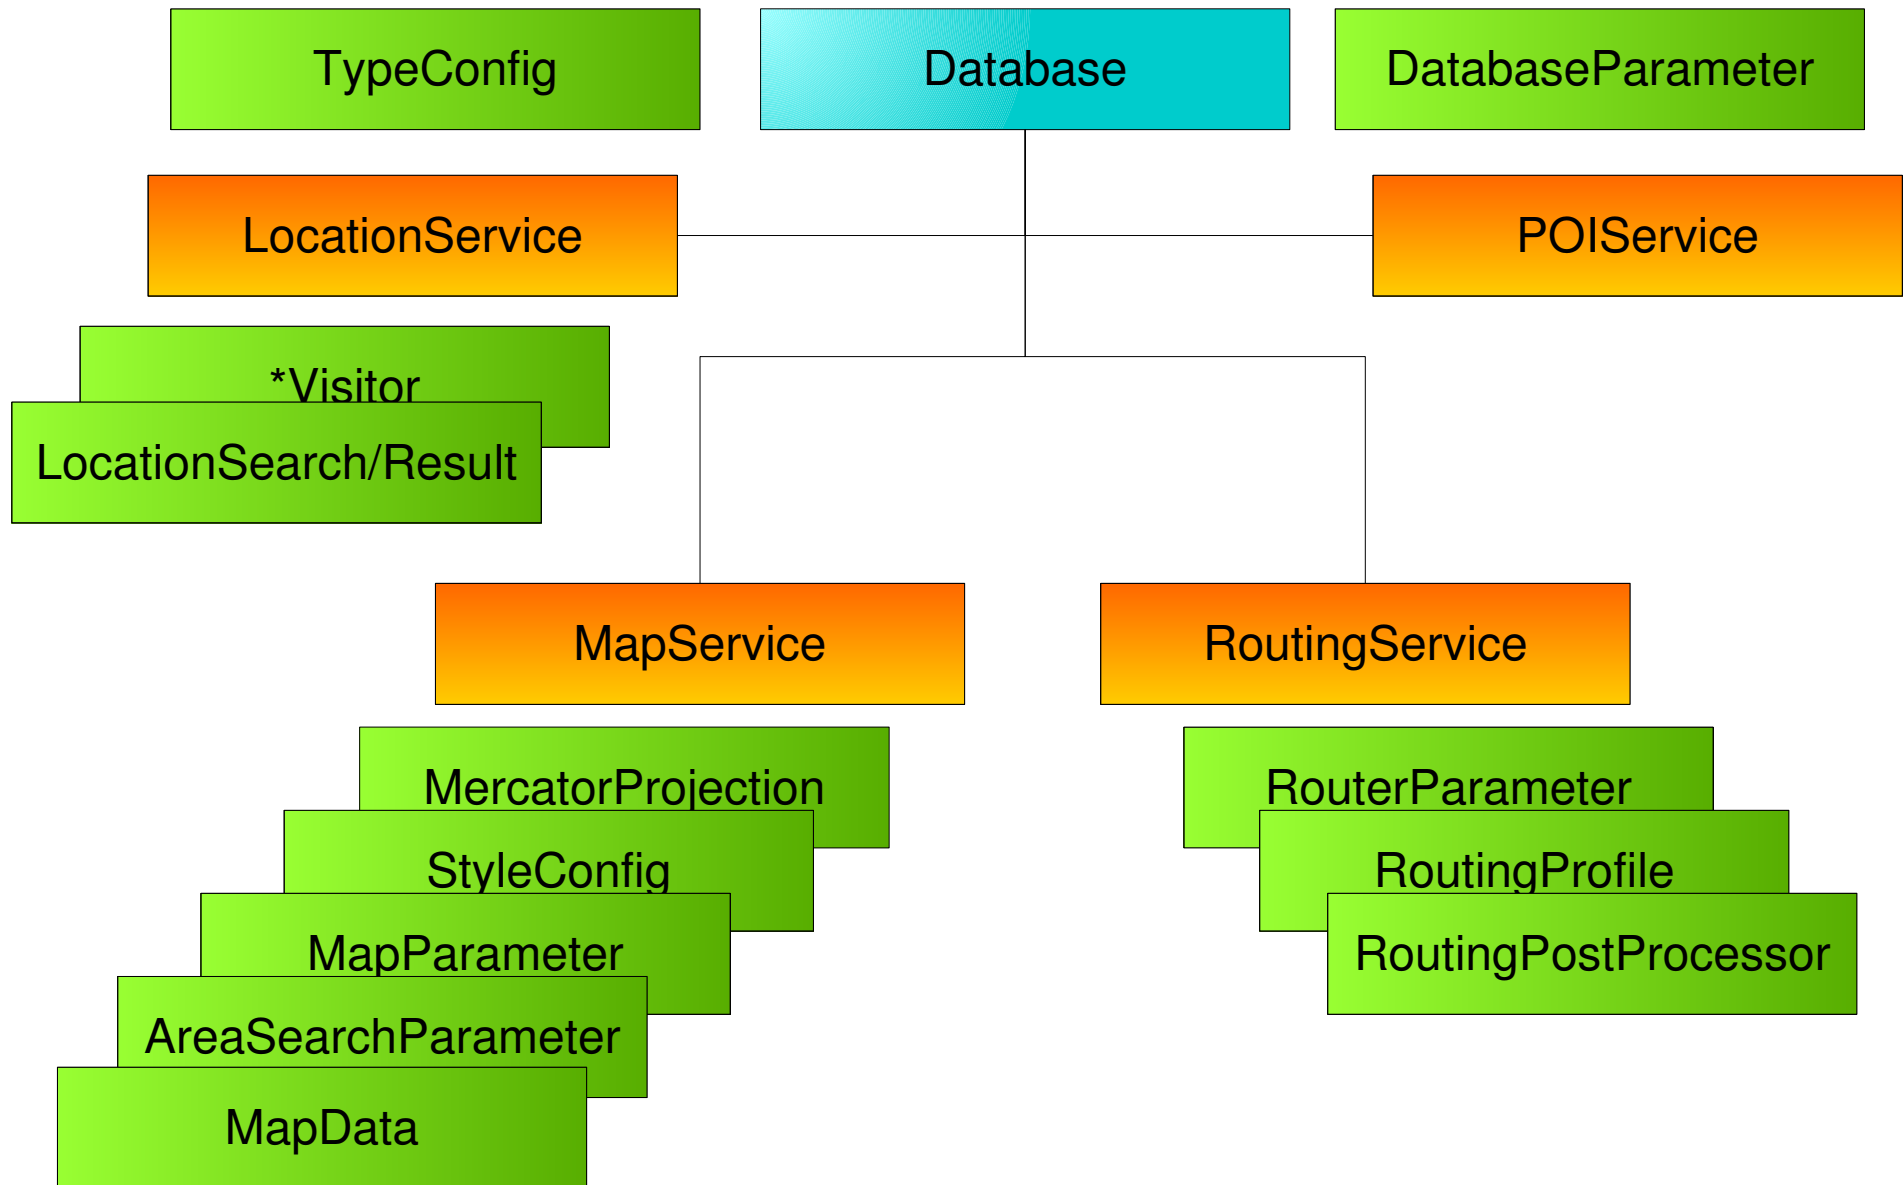 TypeConfig
Database
DatabaseParameter
LocationService
POIService
*Visitor
LocationSearch/Result
MapService
RoutingService
MercatorProjection
RouterParameter
StyleConfig
RoutingProfile
MapParameter
RoutingPostProcessor
AreaSearchParameter
MapData